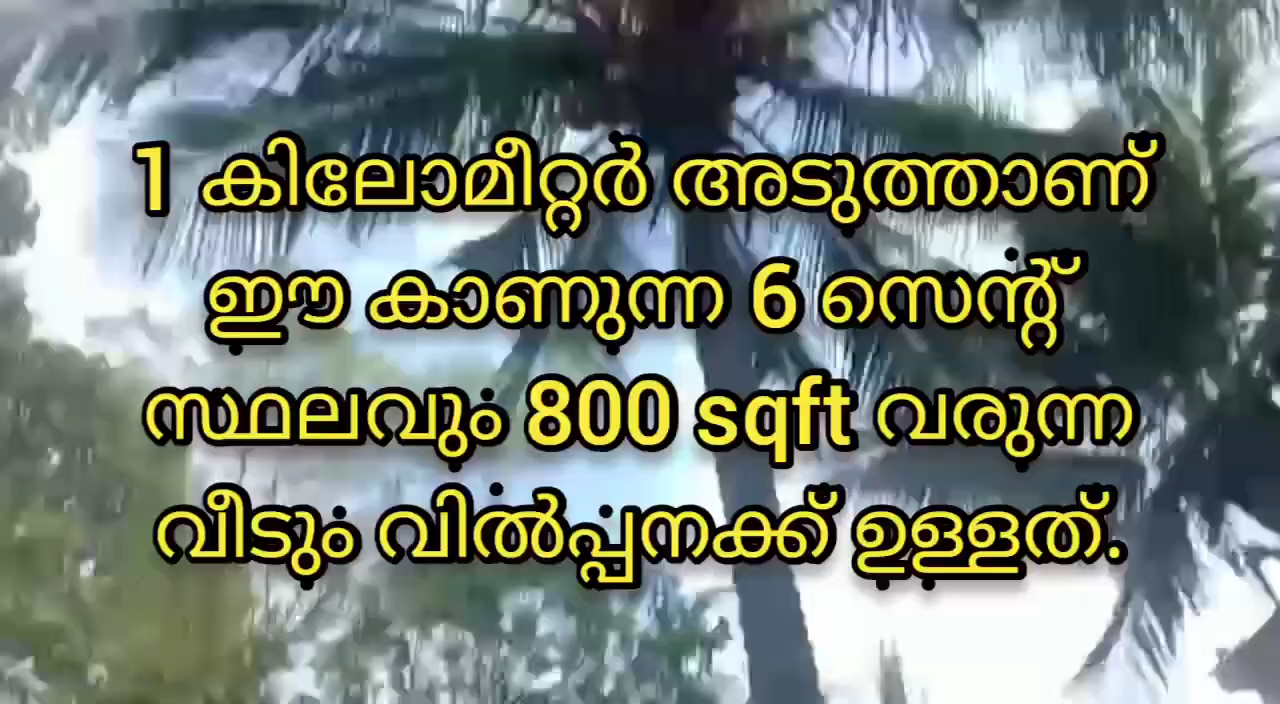 1 കിലോമീറ്റർ അടുത്താണ്
ഈ കാണുന്ന 6 സെന്റ്
സ്ഥലവും 800 sqft വരുന്ന
വീടും വിൽപ്പനക്ക് ഉള്ളത്.